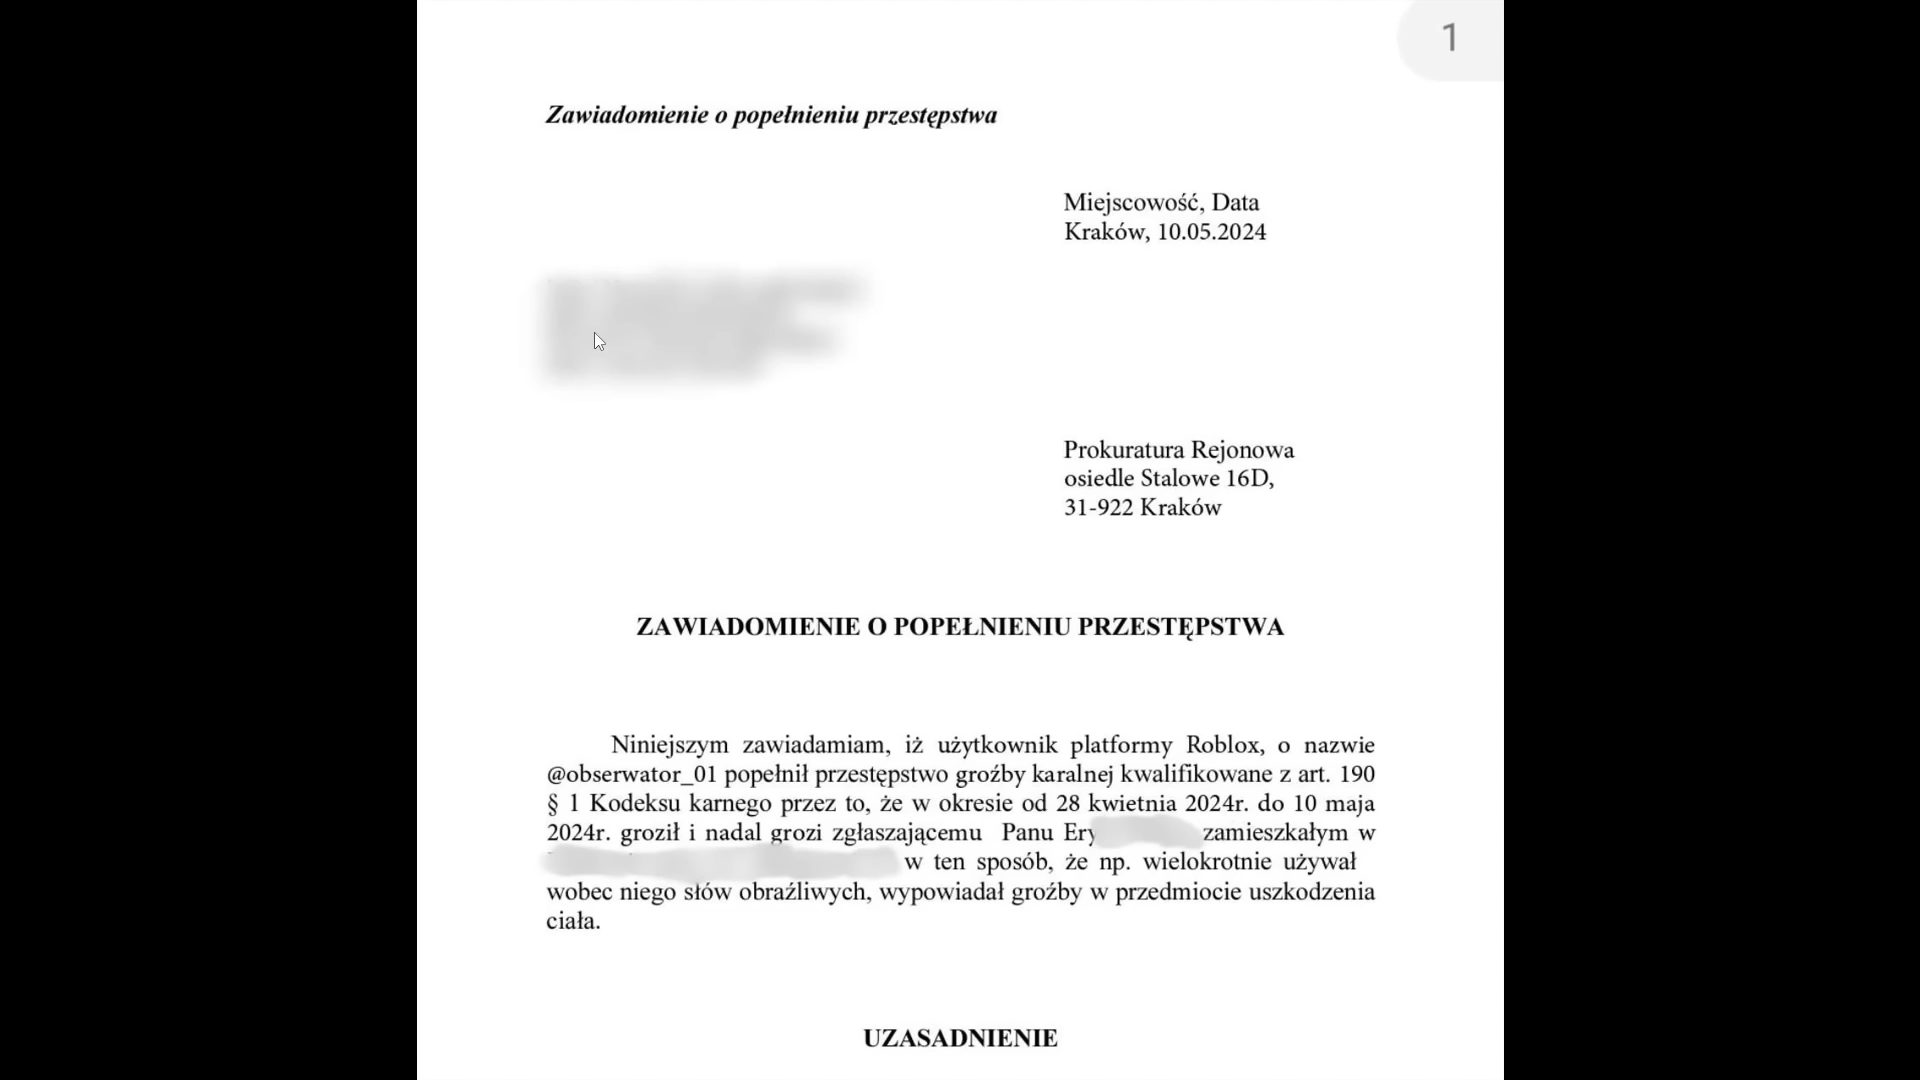 1
Zawiadomienie o popełnieniu przestępstwa
Miejscowość, Data
Kraków, 10.05.2024
Prokuratura Rejonowa
osiedle Stalowe 16D,
31-922 Kraków
ZAWIADOMIENIE O POPEŁNIENIU PRZESTĘPSTWA
Niniejszym zawiadamiam, iż użytkownik platformy Roblox, o nazwie
@obserwator_01 popełnił przestępstwo groźby karalnej kwalifikowane z art. 190
§ 1 Kodeksu karnego przez to, że w okresie od 28 kwietnia 2024r. do 10 maja
2024r. groził i nadal grozi zgłaszającemu Panu Ery zamieszkałym w
w ten sposób, że np. wielokrotnie używał
wobec niego słów obraźliwych, wypowiadał groźby w przedmiocie uszkodzenia
ciała.
UZASADNIENIE